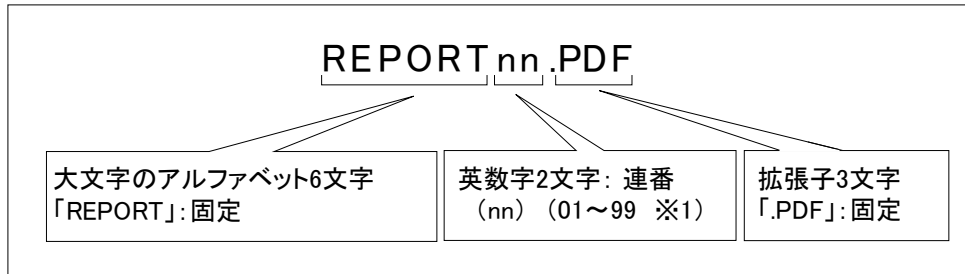 REPORTnn.PDF
大文字のアルファベット6文字
「REPORT」:固定
英数字2文字: 連番
(nn) (01～99 ※1)
拡張子3文字
「.PDF」:固定